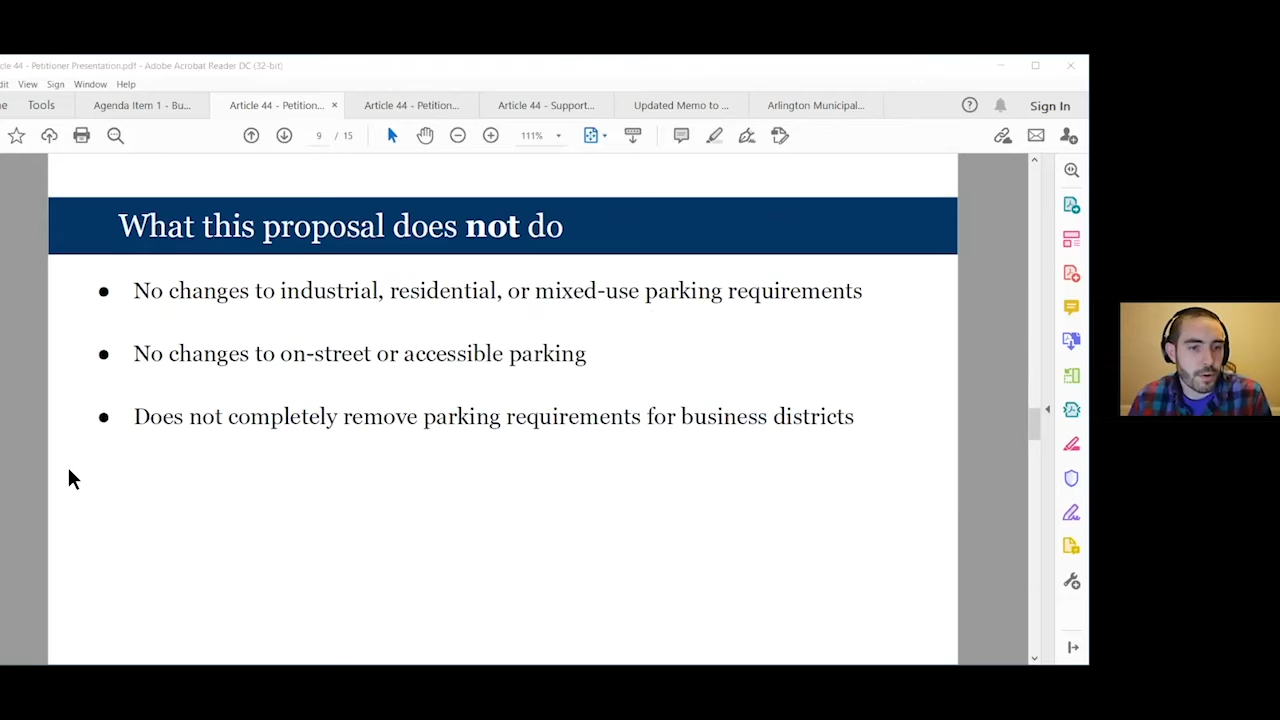 cle 44 - Petitioner Presentation.pdf - Adobe Acrobat Reader DC (32-bit)
dit View Sign Window Help
e Tools Agenda Item 1 - Bu... Article 44 - Petition... × Article 44 - Petition... Article 44 - Support... Updated Memo to ... Arlington Municipal... Sign In
9 / 15 111%
What this proposal does not do
● No changes to industrial, residential, or mixed-use parking requirements
● No changes to on-street or accessible parking
● Does not completely remove parking requirements for business districts